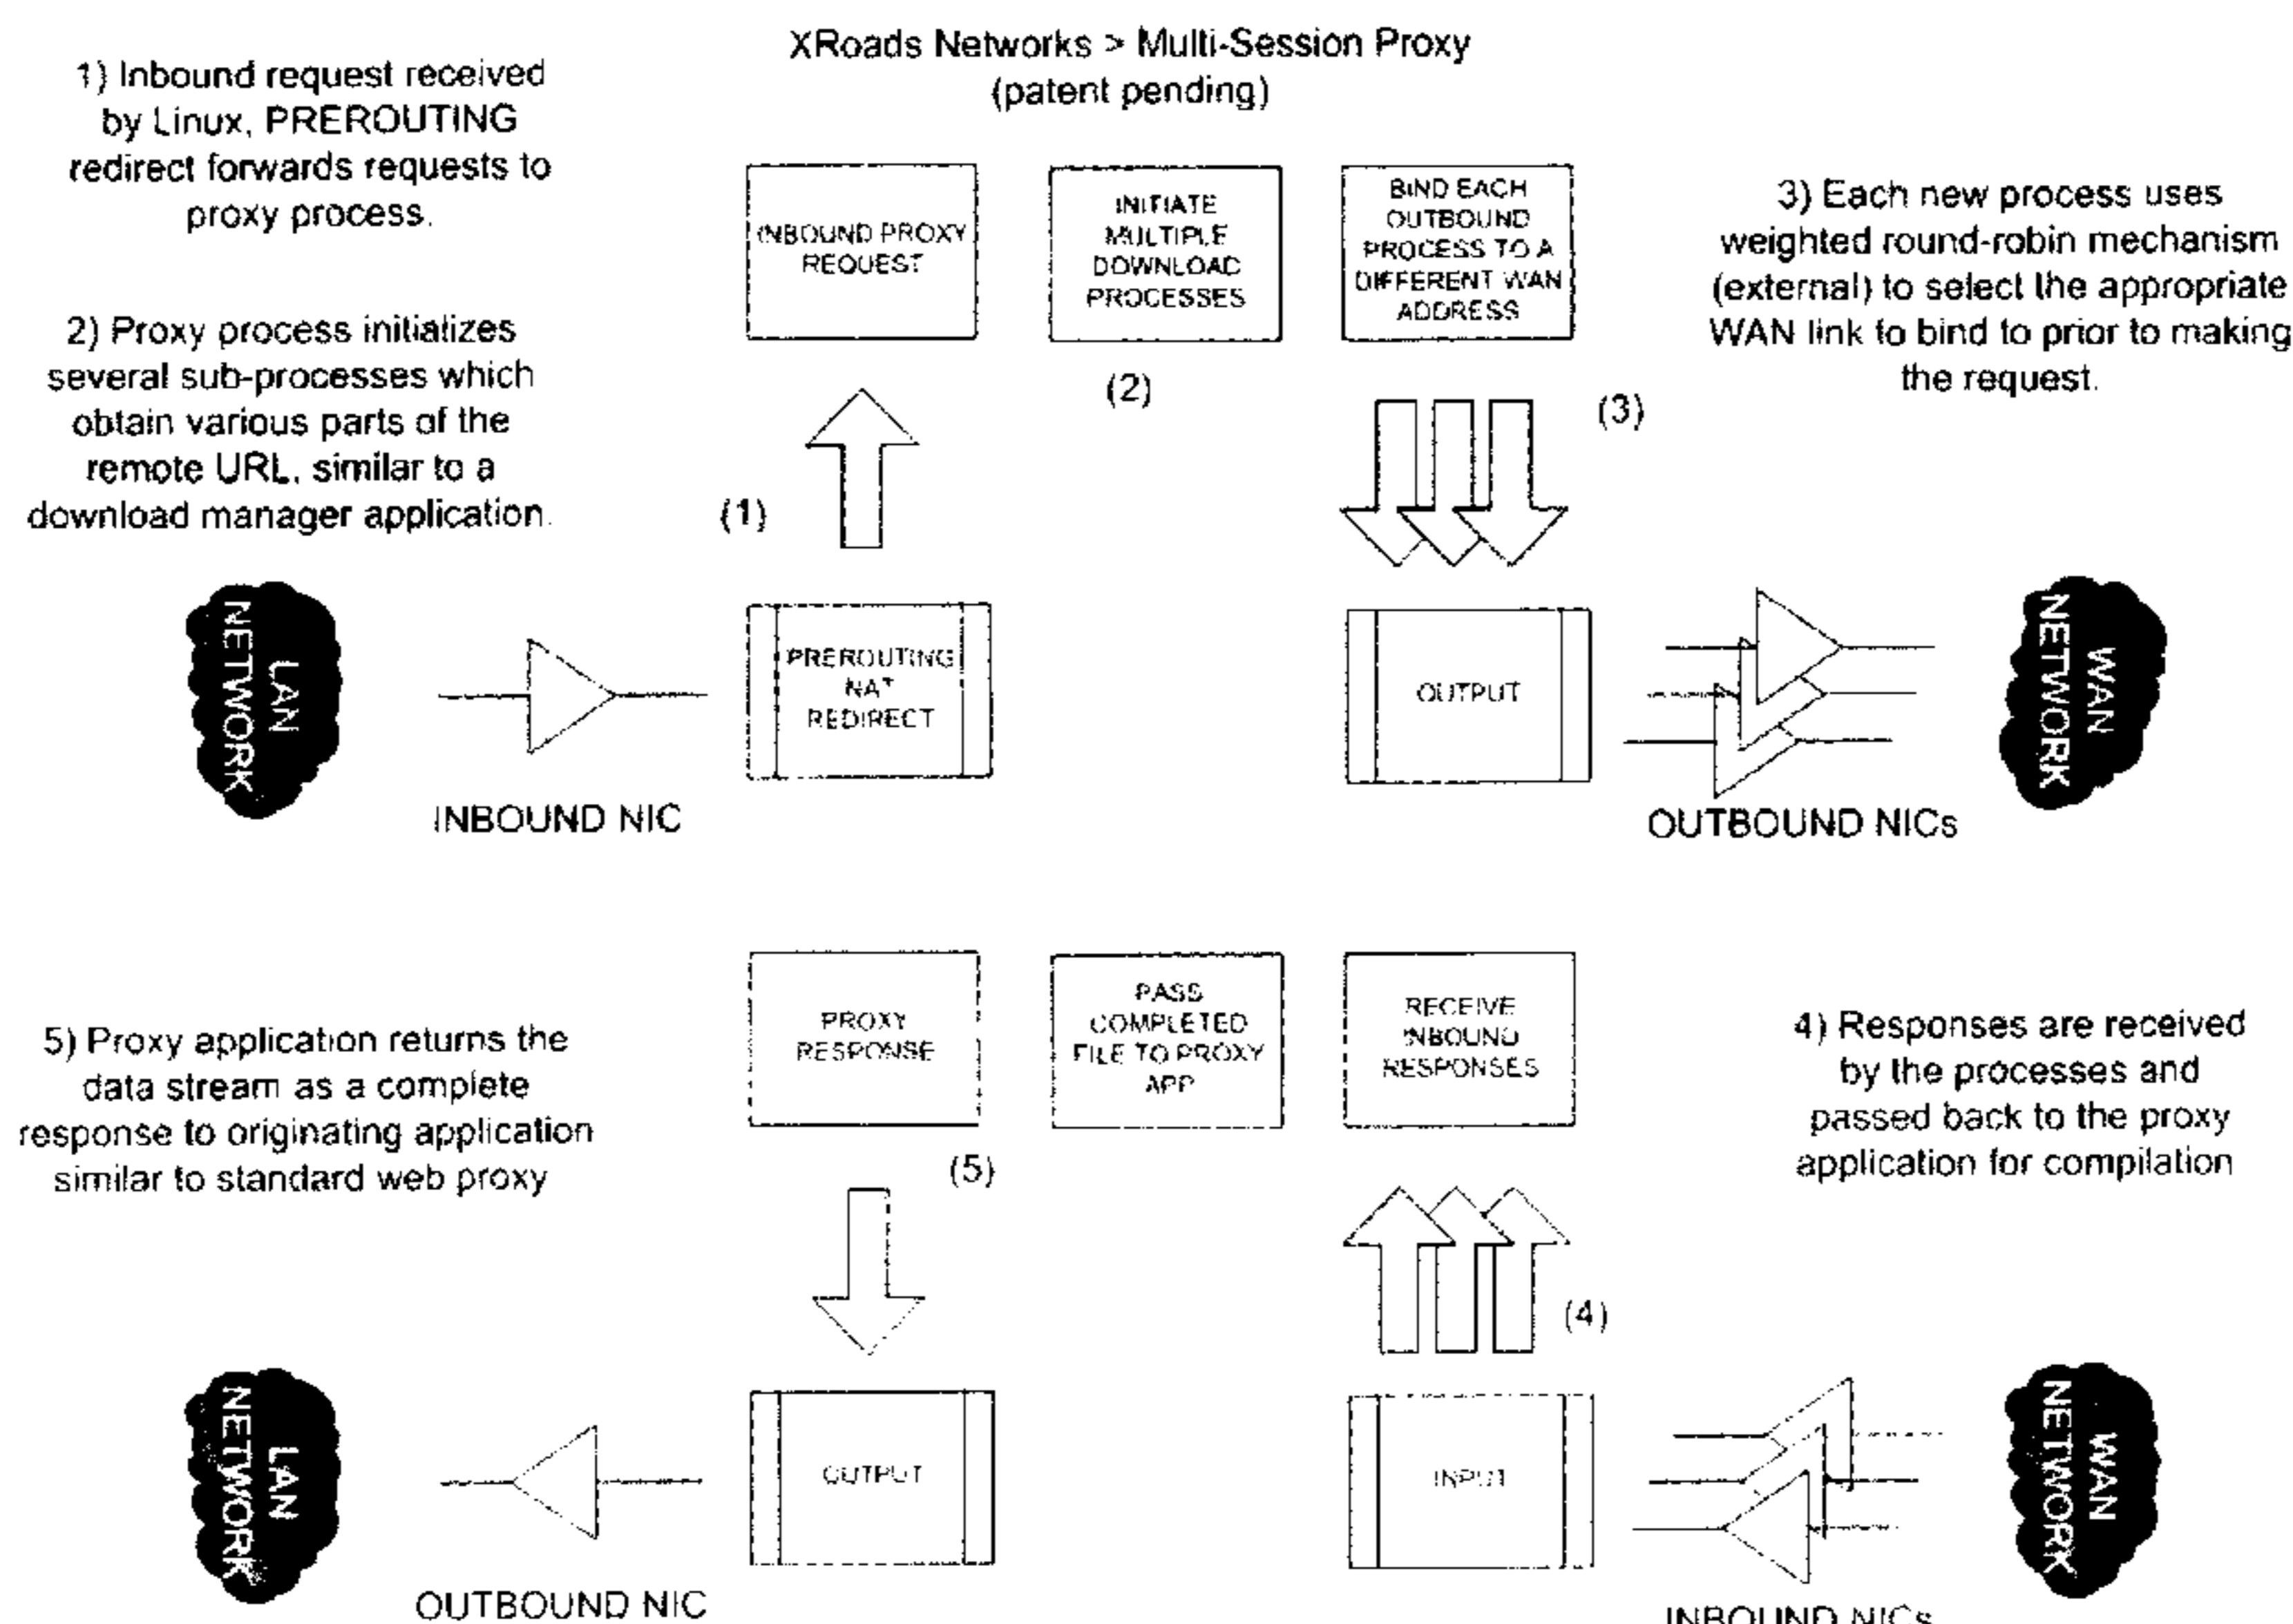 XRoads Networks > Multi-Session Proxy
(patent pending)
1) Inbound request received
by Linux, PREROUTING
redirect forwards requests to
proxy process.
2) Proxy process initializes
several sub-processes which
obtain various parts of the
remote URL, similar to a
download manager application.
INBOUND PROXY
REQUEST
INITIATE
MULTIPLE
DOWNLOAD
PROCESSES
BIND EACH
OUTBOUND
PROCESS TO A
DIFFERENT WAN
ADDRESS
3) Each new process uses
weighted round-robin mechanism
(external) to select the appropriate
WAN link to bind to prior to making
the request.
(1)
(2)
(3)
LAN
NETWORK
INBOUND NIC
PREROUTING
NAT
REDIRECT
OUTPUT
OUTBOUND NICs
WAN
NETWORK
5) Proxy application returns the
data stream as a complete
response to originating application
similar to standard web proxy
PROXY
RESPONSE
PASS
COMPLETED
FILE TO PROXY
APP
RECEIVE
INBOUND
RESPONSES
4) Responses are received
by the processes and
passed back to the proxy
application for compilation
(5)
(4)
LAN
NETWORK
OUTBOUND NIC
OUTPUT
INPUT
INBOUND NICs
WAN
NETWORK